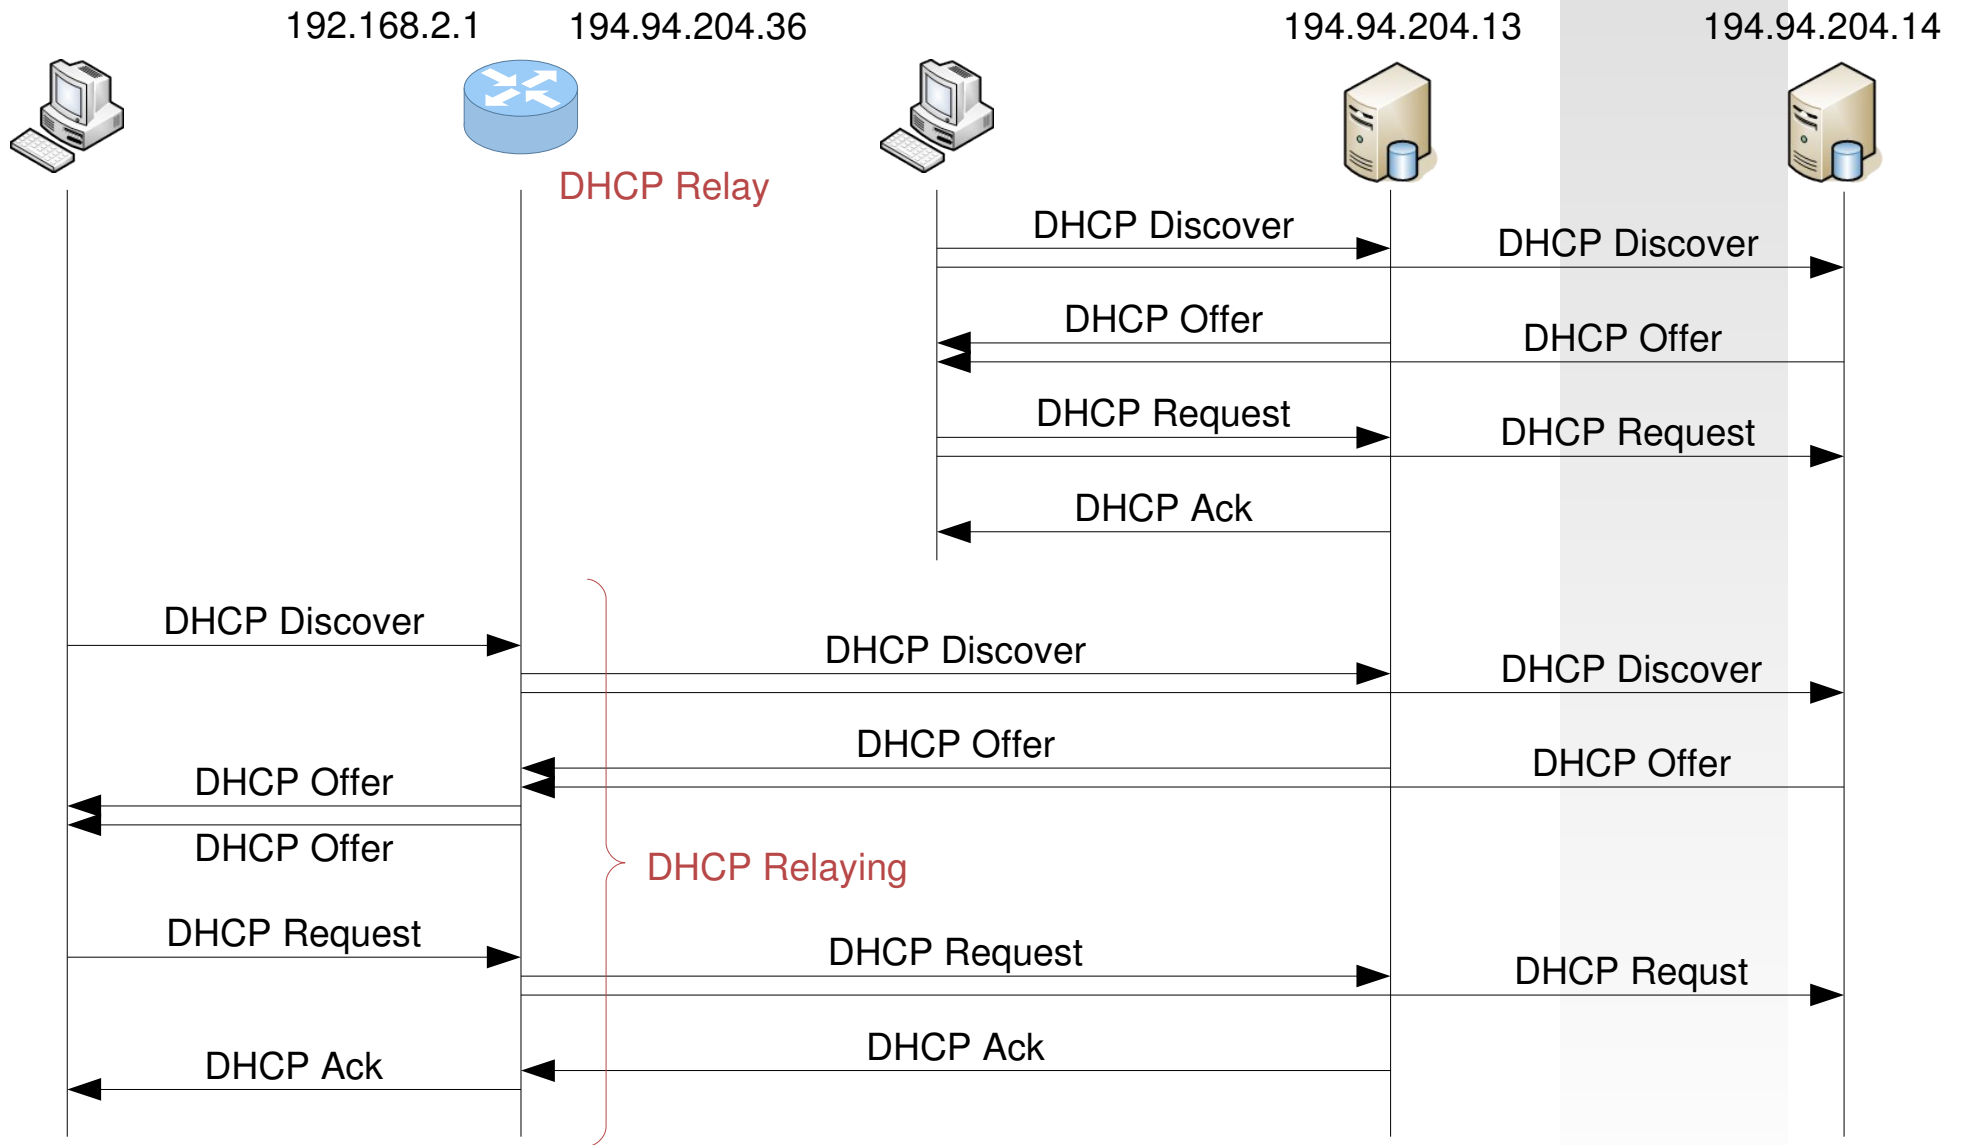 192.168.2.1 194.94.204.36 194.94.204.13 194.94.204.14
DHCP Relay
DHCP Discover
DHCP Discover
DHCP Offer
DHCP Offer
DHCP Request
DHCP Request
DHCP Ack
DHCP Discover
DHCP Discover
DHCP Discover
DHCP Offer
DHCP Offer
DHCP Offer
DHCP Offer
DHCP Relaying
DHCP Request
DHCP Request
DHCP Requst
DHCP Ack
DHCP Ack